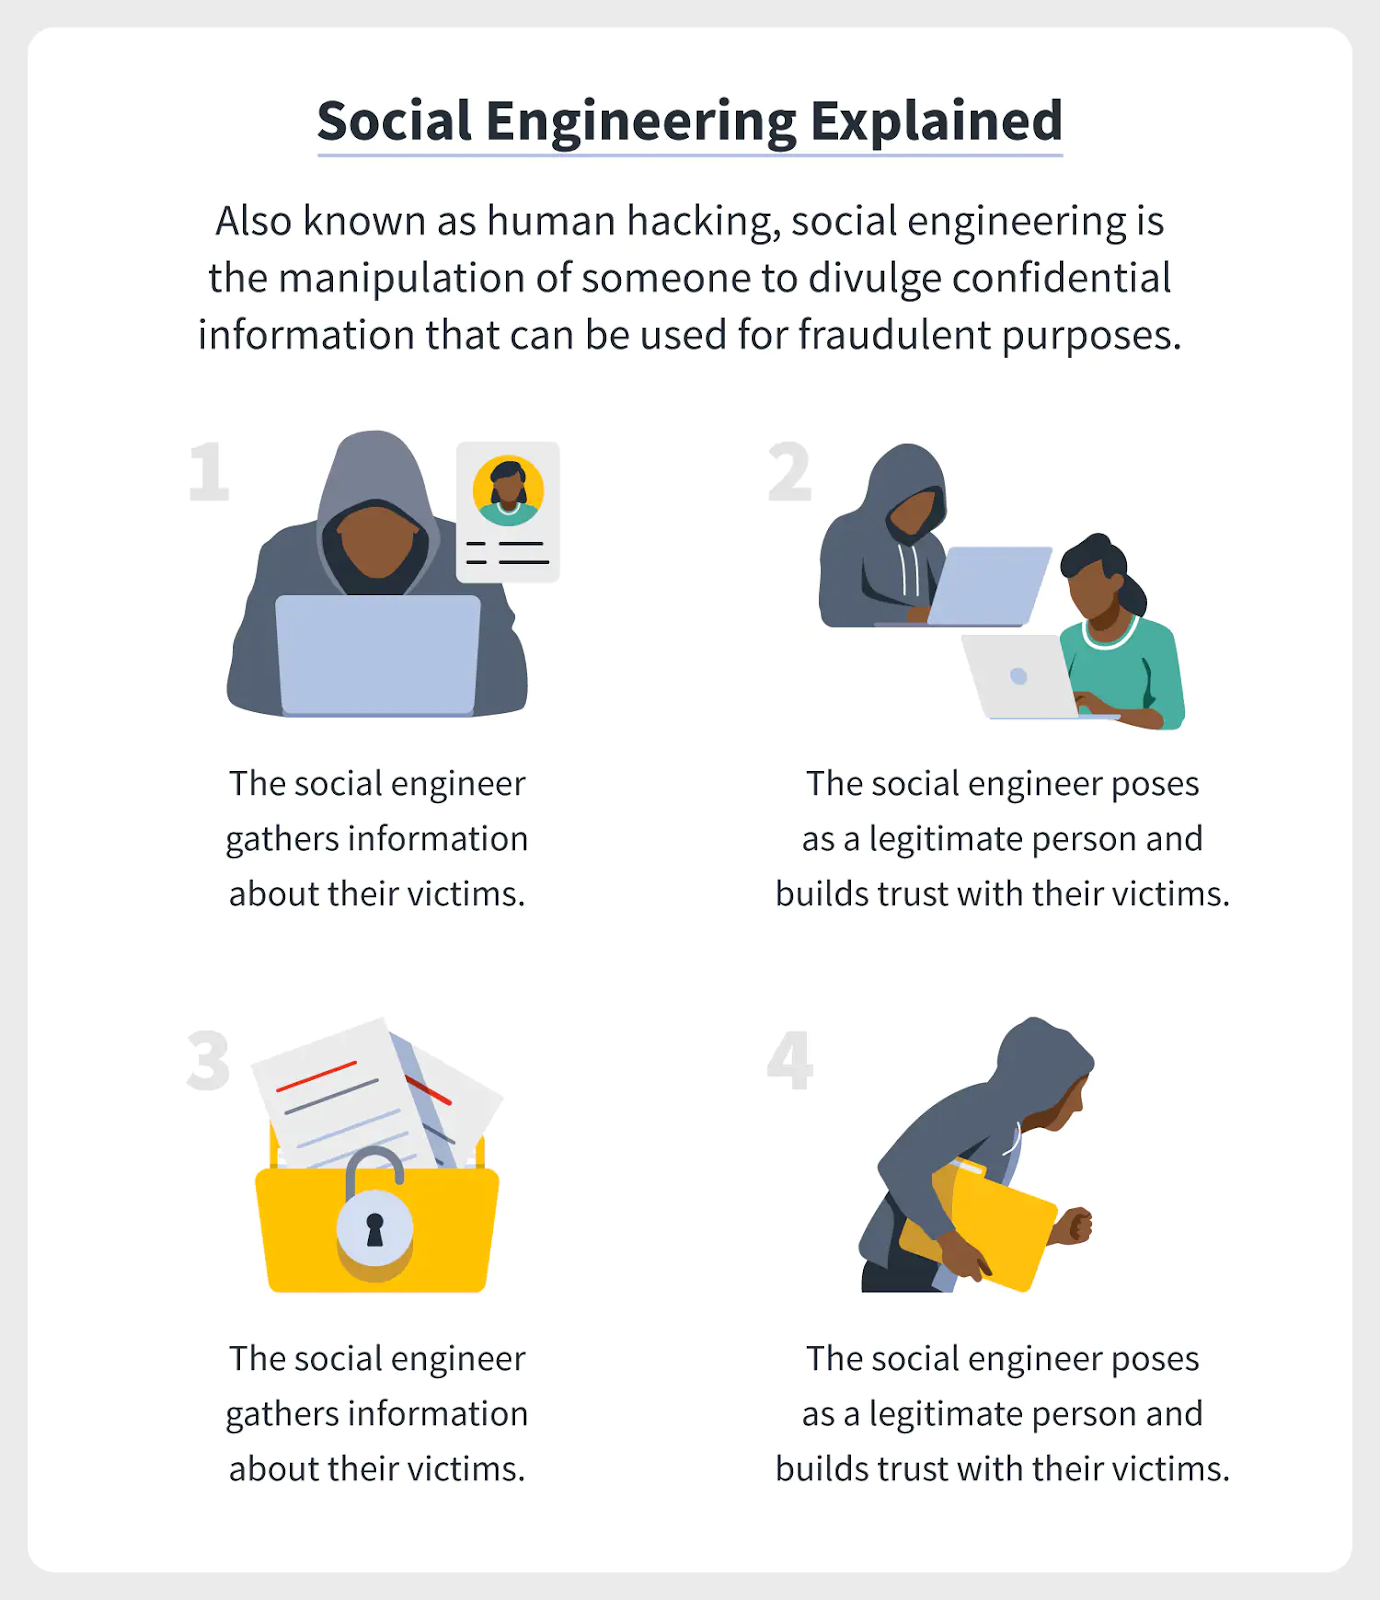 Social Engineering Explained
Also known as human hacking, social engineering is
the manipulation of someone to divulge confidential
information that can be used for fraudulent purposes.
1
2
The social engineer
gathers information
about their victims.
The social engineer poses
as a legitimate person and
builds trust with their victims.
3
4
The social engineer
gathers information
about their victims.
The social engineer poses
as a legitimate person and
builds trust with their victims.